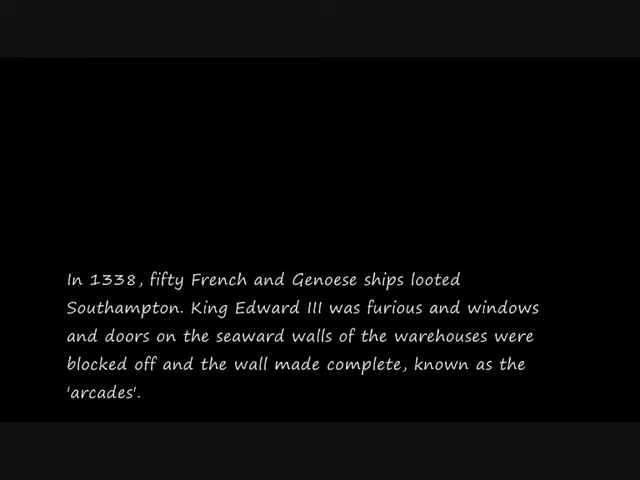 In 1338, fifty French and Genoese ships looted
Southampton. King Edward III was furious and windows
and doors on the seaward walls of the warehouses were
blocked off and the wall made complete, known as the
'arcades'.